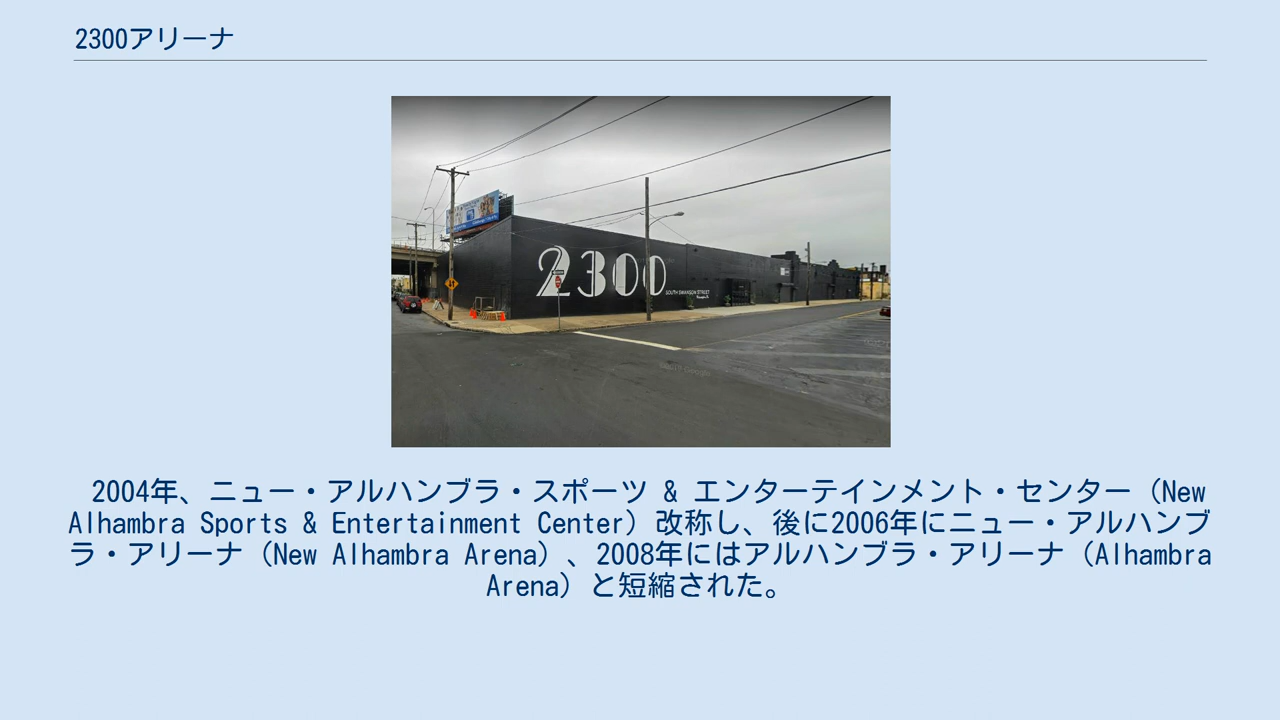 2300アリーナ
2300
SOUTH SWANSON STREET
2004年、ニュー・アルハンブラ・スポーツ & エンターテインメント・センター（New
Alhambra Sports & Entertainment Center）改称し、後に2006年にニュー・アルハンブ
ラ・アリーナ（New Alhambra Arena）、2008年にはアルハンブラ・アリーナ（Alhambra
Arena）と短縮された。